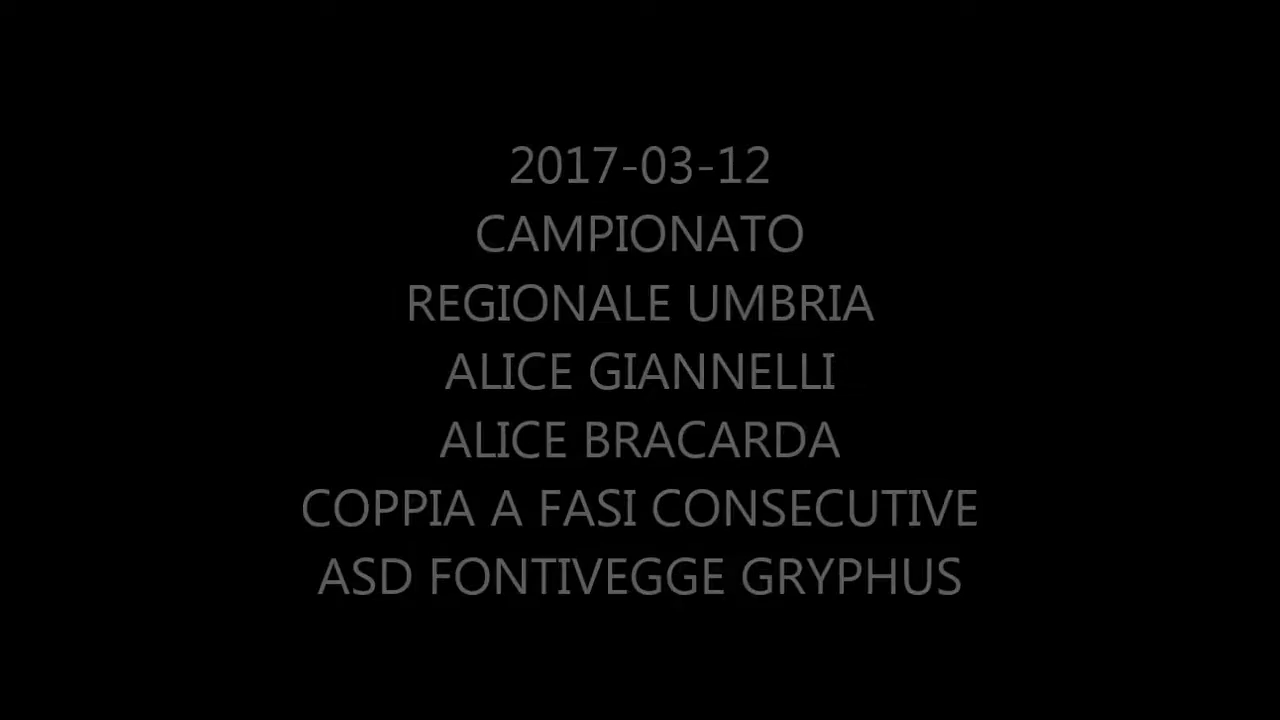 2017-03-12
CAMPIONATO
REGIONALE UMBRIA
ALICE GIANNELLI
ALICE BRACARDA
COPPIA A FASI CONSECUTIVE
ASD FONTIVEGGE GRYPHUS